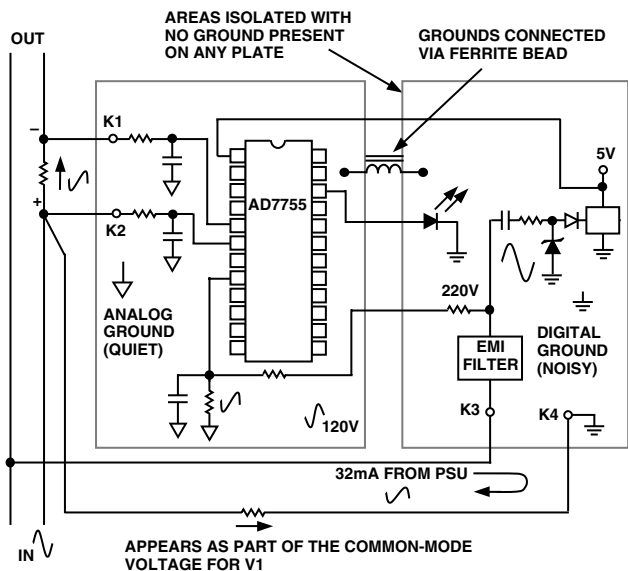 AREAS ISOLATED WITH
NO GROUND PRESENT
ON ANY PLATE
GROUNDS CONNECTED
VIA FERRITE BEAD
OUT
K1
–
5V
AD7755
+
K2
220V
ANALOG
GROUND
(QUIET)
DIGITAL
GROUND
(NOISY)
EMI
FILTER
120V
K3
K4
32mA FROM PSU
IN
APPEARS AS PART OF THE COMMON-MODE
VOLTAGE FOR V1